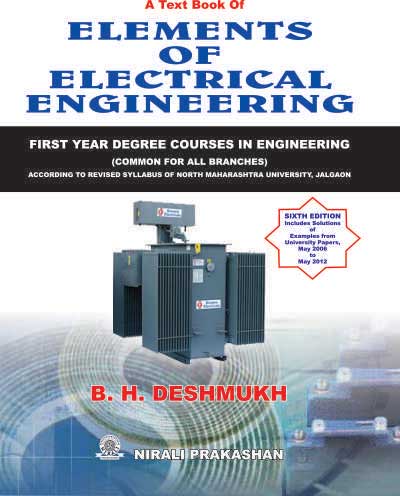 A Text Book Of
ELEMENTS
OF
ELECTRICAL
ENGINEERING
FIRST YEAR DEGREE COURSES IN ENGINEERING
(COMMON FOR ALL BRANCHES)
ACCORDING TO REVISED SYLLABUS OF NORTH MAHARASHTRA UNIVERSITY, JALGAON
SIXTH EDITION
Includes Solutions
of
Examples from
University Papers,
May 2006
to
May 2012
B. H. DESHMUKH
NIRALI PRAKASHAN